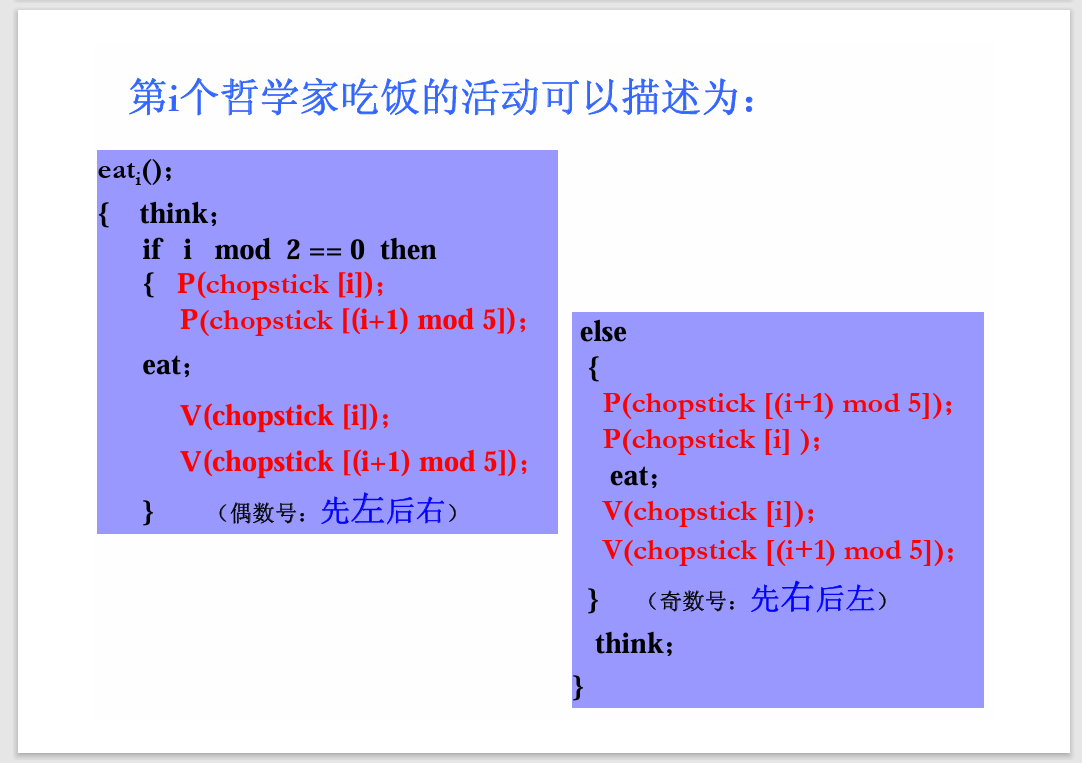 第i个哲学家吃饭的活动可以描述为：
eatᵢ()；
{ think；
if i mod 2 == 0 then
{ P(chopstick [i])；
P(chopstick [(i+1) mod 5])；
eat；
V(chopstick [i])；
V(chopstick [(i+1) mod 5])；
} （偶数号：先左后右）
else
{
P(chopstick [(i+1) mod 5])；
P(chopstick [i] )；
eat；
V(chopstick [i])；
V(chopstick [(i+1) mod 5])；
} （奇数号：先右后左）
think；
}